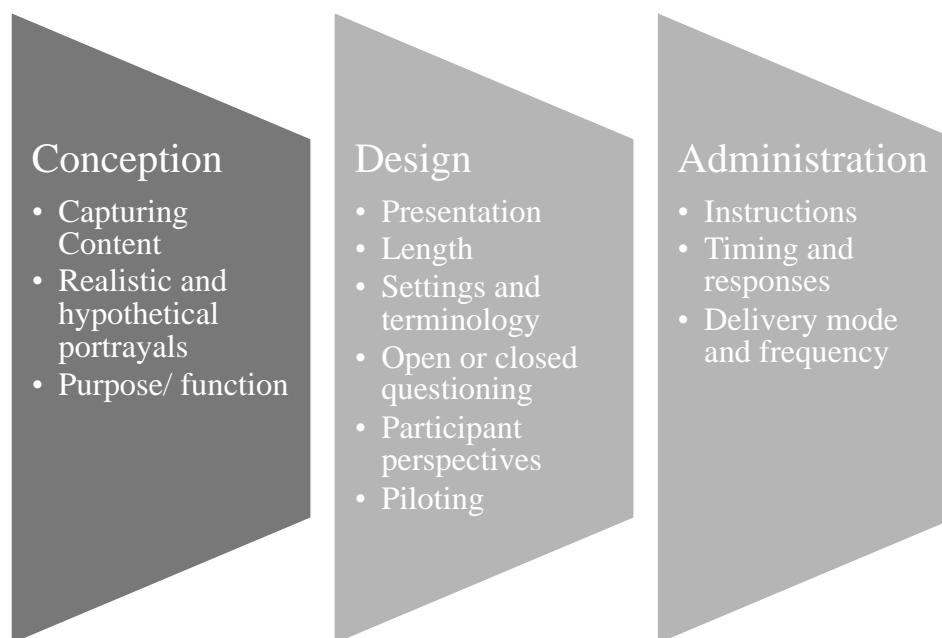 Conception
• Capturing
Content
• Realistic and
hypothetical
portrayals
• Purpose/ function
Design
• Presentation
• Length
• Settings and
terminology
• Open or closed
questioning
• Participant
perspectives
• Piloting
Administration
• Instructions
• Timing and
responses
• Delivery mode
and frequency